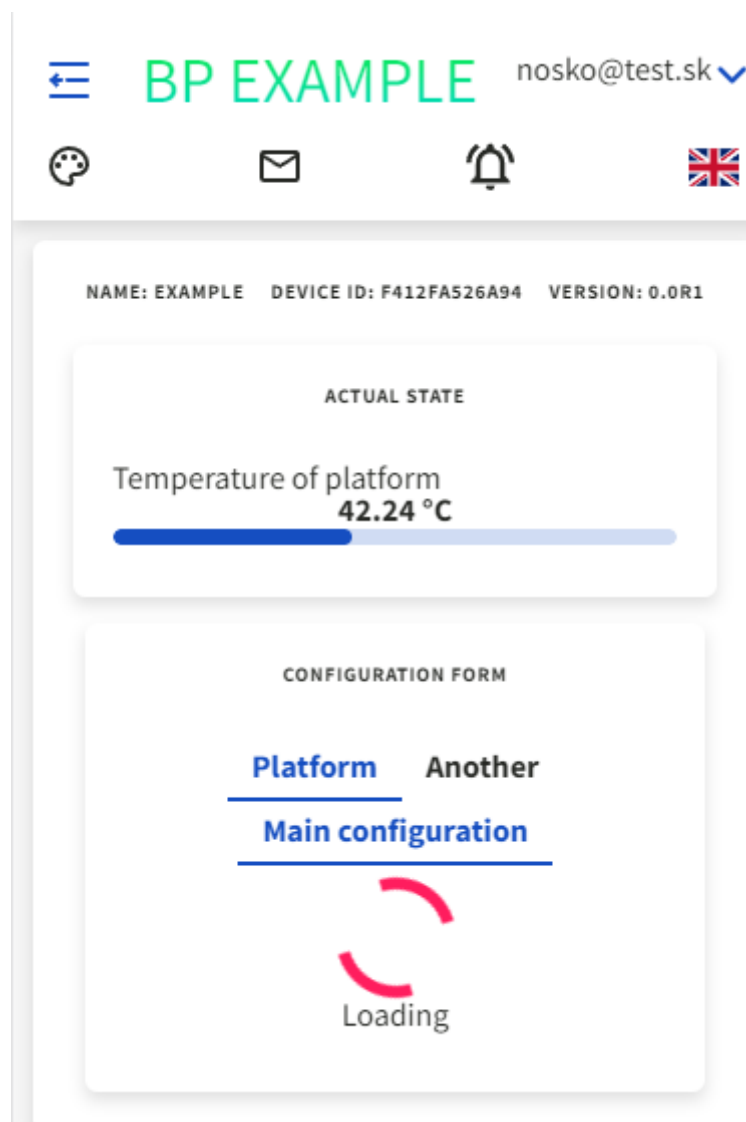 BP EXAMPLE nosko@test.sk
NAME: EXAMPLE DEVICE ID: F412FA526A94 VERSION: 0.0R1
ACTUAL STATE
Temperature of platform
42.24 °C
CONFIGURATION FORM
Platform Another
Main configuration
Loading